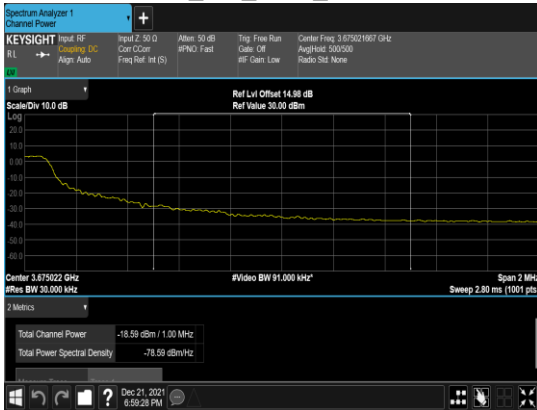 Spectrum Analyzer 1
Channel Power
+
KEYSIGHT Input: RF
RL Coupling: DC
Align: Auto
Input Z: 50 Ω
Corr CCorr
Freq Ref: Int (S)
Atten: 50 dB
#PNO: Fast
Trig: Free Run
Gate: Off
#IF Gain: Low
Center Freq: 3.675021667 GHz
Avg|Hold: 500/500
Radio Std: None
1 Graph
Scale/Div 10.0 dB
Ref Lvl Offset 14.98 dB
Ref Value 30.00 dBm
Log
20.0
10.0
0.00
-10.0
-20.0
-30.0
-40.0
-50.0
-60.0
Center 3.675022 GHz
#Res BW 30.000 kHz
#Video BW 91.000 kHz*
Span 2 MHz
Sweep 2.80 ms (1001 pts
2 Metrics
Total Channel Power -18.59 dBm / 1.00 MHz
Total Power Spectral Density -78.59 dBm/Hz
?
Dec 21, 2021
6:59:28 PM